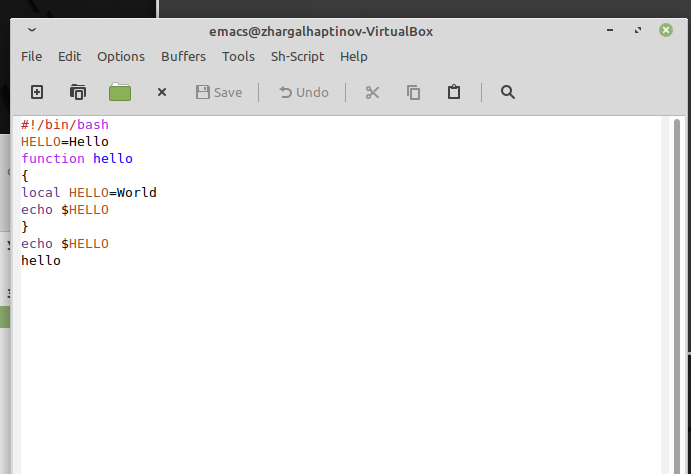 emacs@zhargalhaptinov-VirtualBox
File Edit Options Buffers Tools Sh-Script Help
Save Undo
#!/bin/bash
HELLO=Hello
function hello
{
local HELLO=World
echo $HELLO
}
echo $HELLO
hello